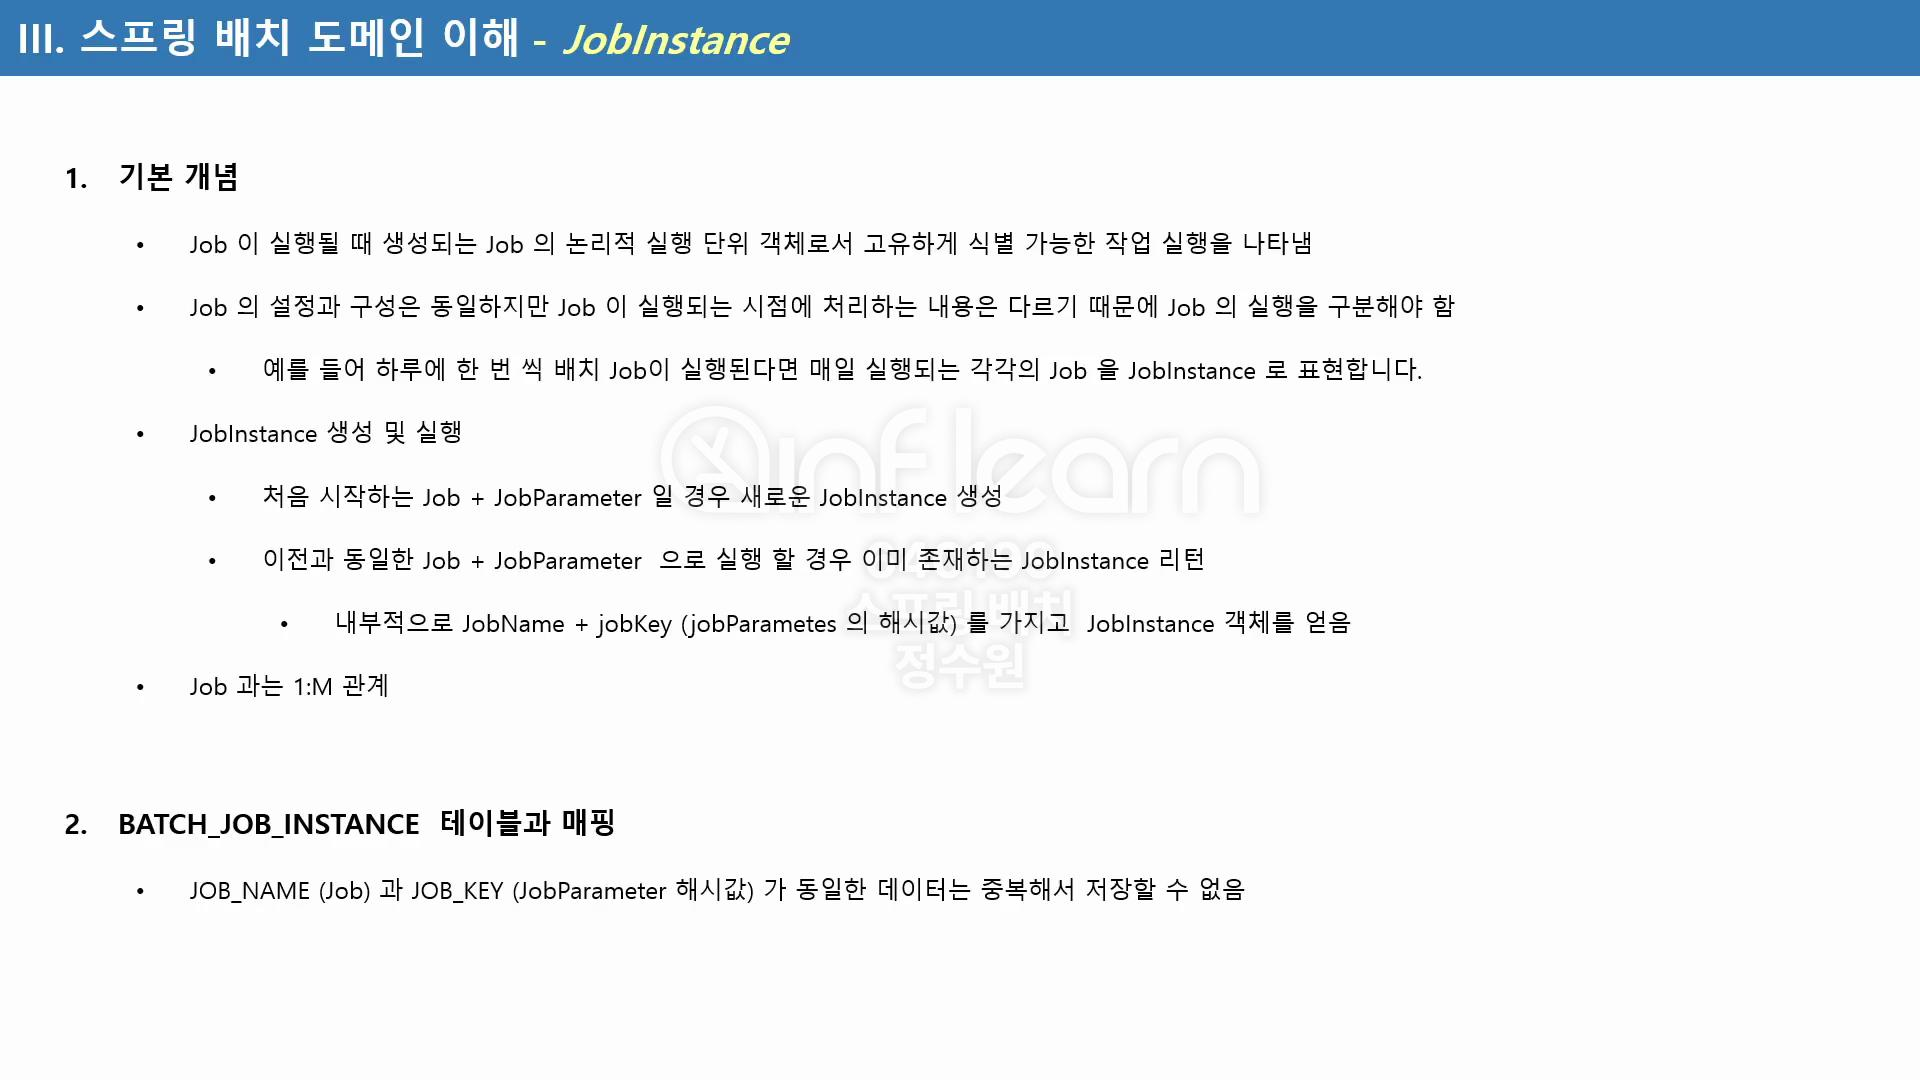 III. 스프링 배치 도메인 이해 - JobInstance
1. 기본 개념
• Job 이 실행될 때 생성되는 Job 의 논리적 실행 단위 객체로서 고유하게 식별 가능한 작업 실행을 나타냄
• Job 의 설정과 구성은 동일하지만 Job 이 실행되는 시점에 처리하는 내용은 다르기 때문에 Job 의 실행을 구분해야 함
• 예를 들어 하루에 한 번 씩 배치 Job이 실행된다면 매일 실행되는 각각의 Job 을 JobInstance 로 표현합니다.
• JobInstance 생성 및 실행
inflearn
• 처음 시작하는 Job + JobParameter 일 경우 새로운 JobInstance 생성
• 이전과 동일한 Job + JobParameter 으로 실행 할 경우 이미 존재하는 JobInstance 리턴
스프링 배치
• 내부적으로 JobName + jobKey (jobParametes 의 해시값) 를 가지고 JobInstance 객체를 얻음
정수원
• Job 과는 1:M 관계
2. BATCH_JOB_INSTANCE 테이블과 매핑
• JOB_NAME (Job) 과 JOB_KEY (JobParameter 해시값) 가 동일한 데이터는 중복해서 저장할 수 없음